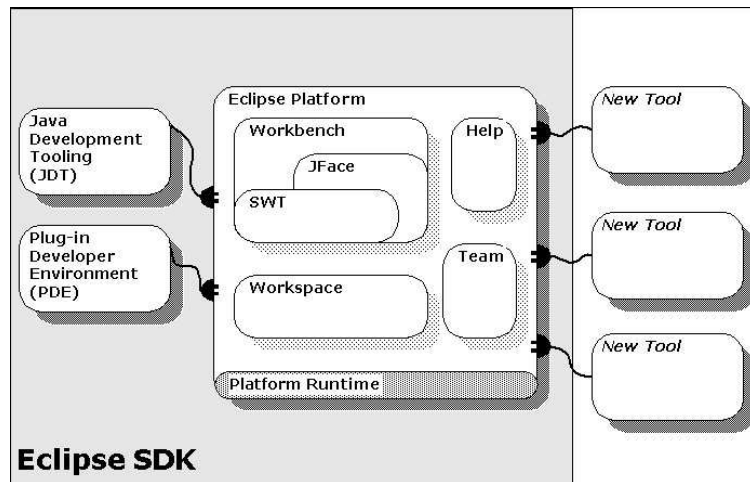 Eclipse Platform
Java
Development
Tooling
(JDT)
Plug-in
Developer
Environment
(PDE)
Workbench
JFace
SWT
Workspace
Help
Team
Platform Runtime
New Tool
New Tool
New Tool
Eclipse SDK